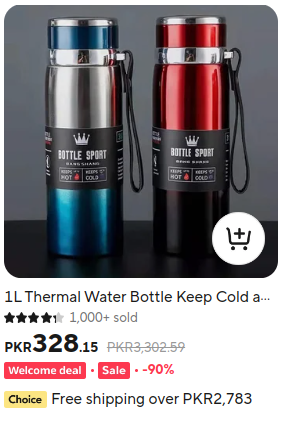 BOTTLE SPORT
KEEPS HOT
KEEPS COLD
BOTTLE SPORT
KEEPS HOT
KEEPS COLD
1L Thermal Water Bottle Keep Cold a...
1,000+ sold
PKR328.15 PKR3,302.59
Welcome deal • Sale • -90%
Choice Free shipping over PKR2,783